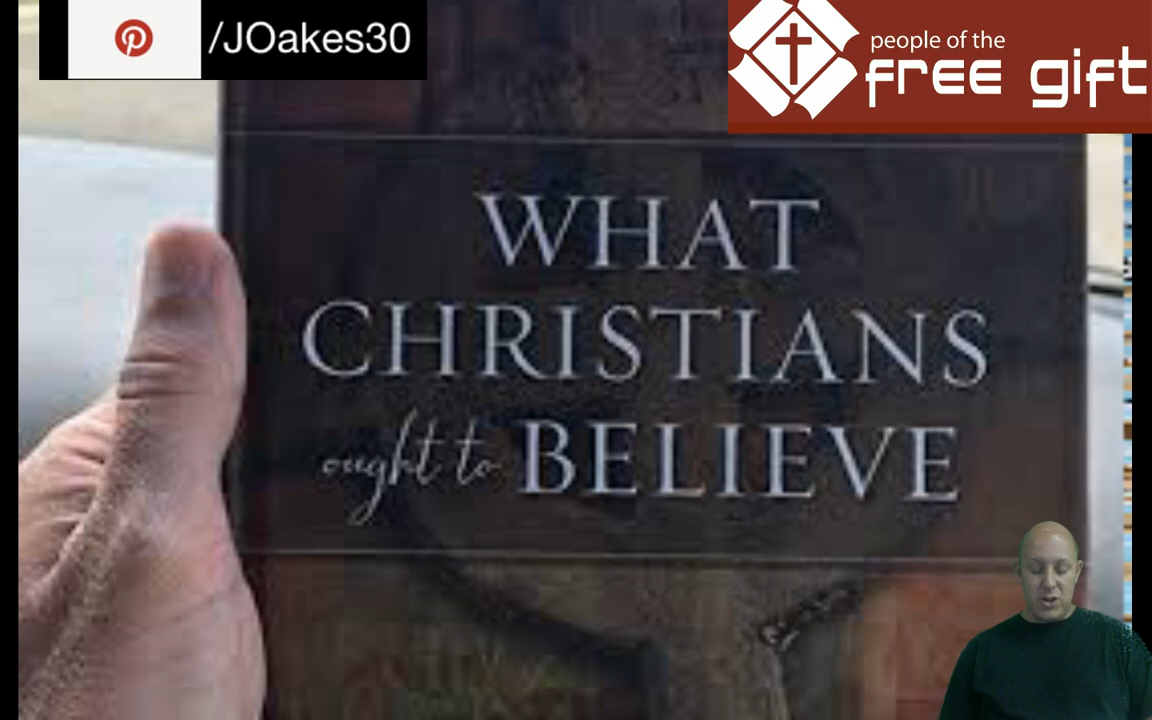 /JOakes30
people of the
free gift
WHAT
CHRISTIANS
ought to BELIEVE